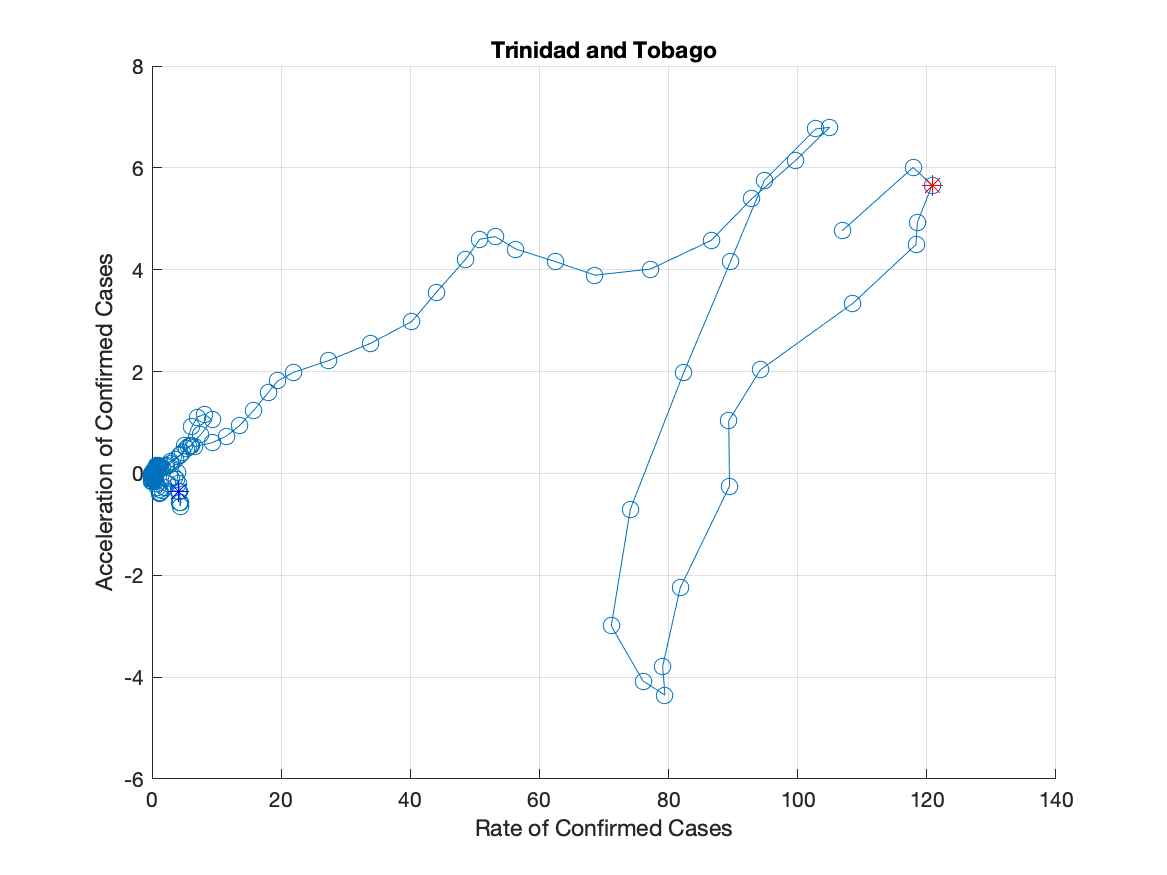 Trinidad and Tobago
8
6
4
2
0
-2
-4
-6
Acceleration of Confirmed Cases
0 20 40 60 80 100 120 140
Rate of Confirmed Cases